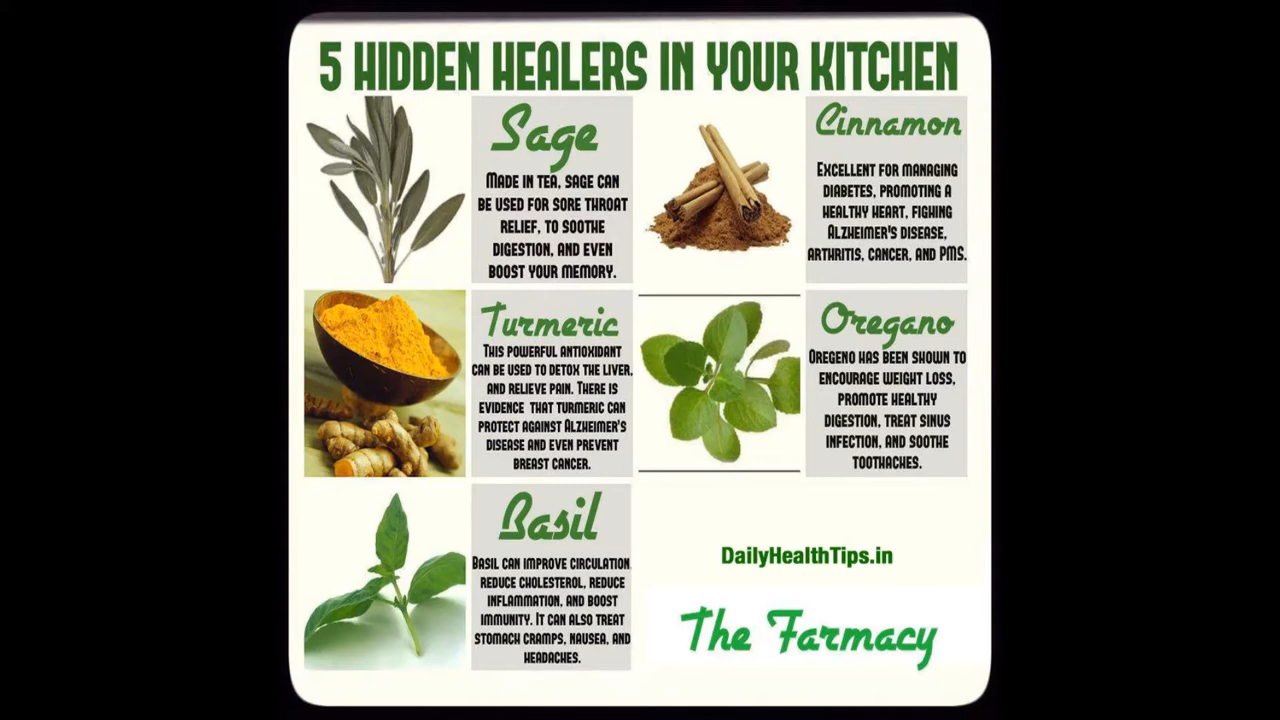 5 HIDDEN HEALERS IN YOUR KITCHEN
Sage
MADE IN TEA, SAGE CAN
BE USED FOR SORE THROAT
RELIEF, TO SOOTHE
DIGESTION, AND EVEN
BOOST YOUR MEMORY.
Cinnamon
EXCELLENT FOR MANAGING
DIABETES, PROMOTING A
HEALTHY HEART, FIGHING
ALZHEIMER'S DISEASE,
ARTHRITIS, CANCER, AND PMS.
Turmeric
THIS POWERFUL ANTIOXIDANT
CAN BE USED TO DETOX THE LIVER,
AND RELIEVE PAIN. THERE IS
EVIDENCE THAT TURMERIC CAN
PROTECT AGAINST ALZHEIMER'S
DISEASE AND EVEN PREVENT
BREAST CANCER.
Oregano
OREGENO HAS BEEN SHOWN TO
ENCOURAGE WEIGHT LOSS,
PROMOTE HEALTHY
DIGESTION, TREAT SINUS
INFECTION, AND SOOTHE
TOOTHACHES.
Basil
BASIL CAN IMPROVE CIRCULATION
REDUCE CHOLESTEROL, REDUCE
INFLAMMATION, AND BOOST
IMMUNITY. IT CAN ALSO TREAT
STOMACH CRAMPS, NAUSEA, AND
HEADACHES.
DailyHealthTips.in
The Farmacy